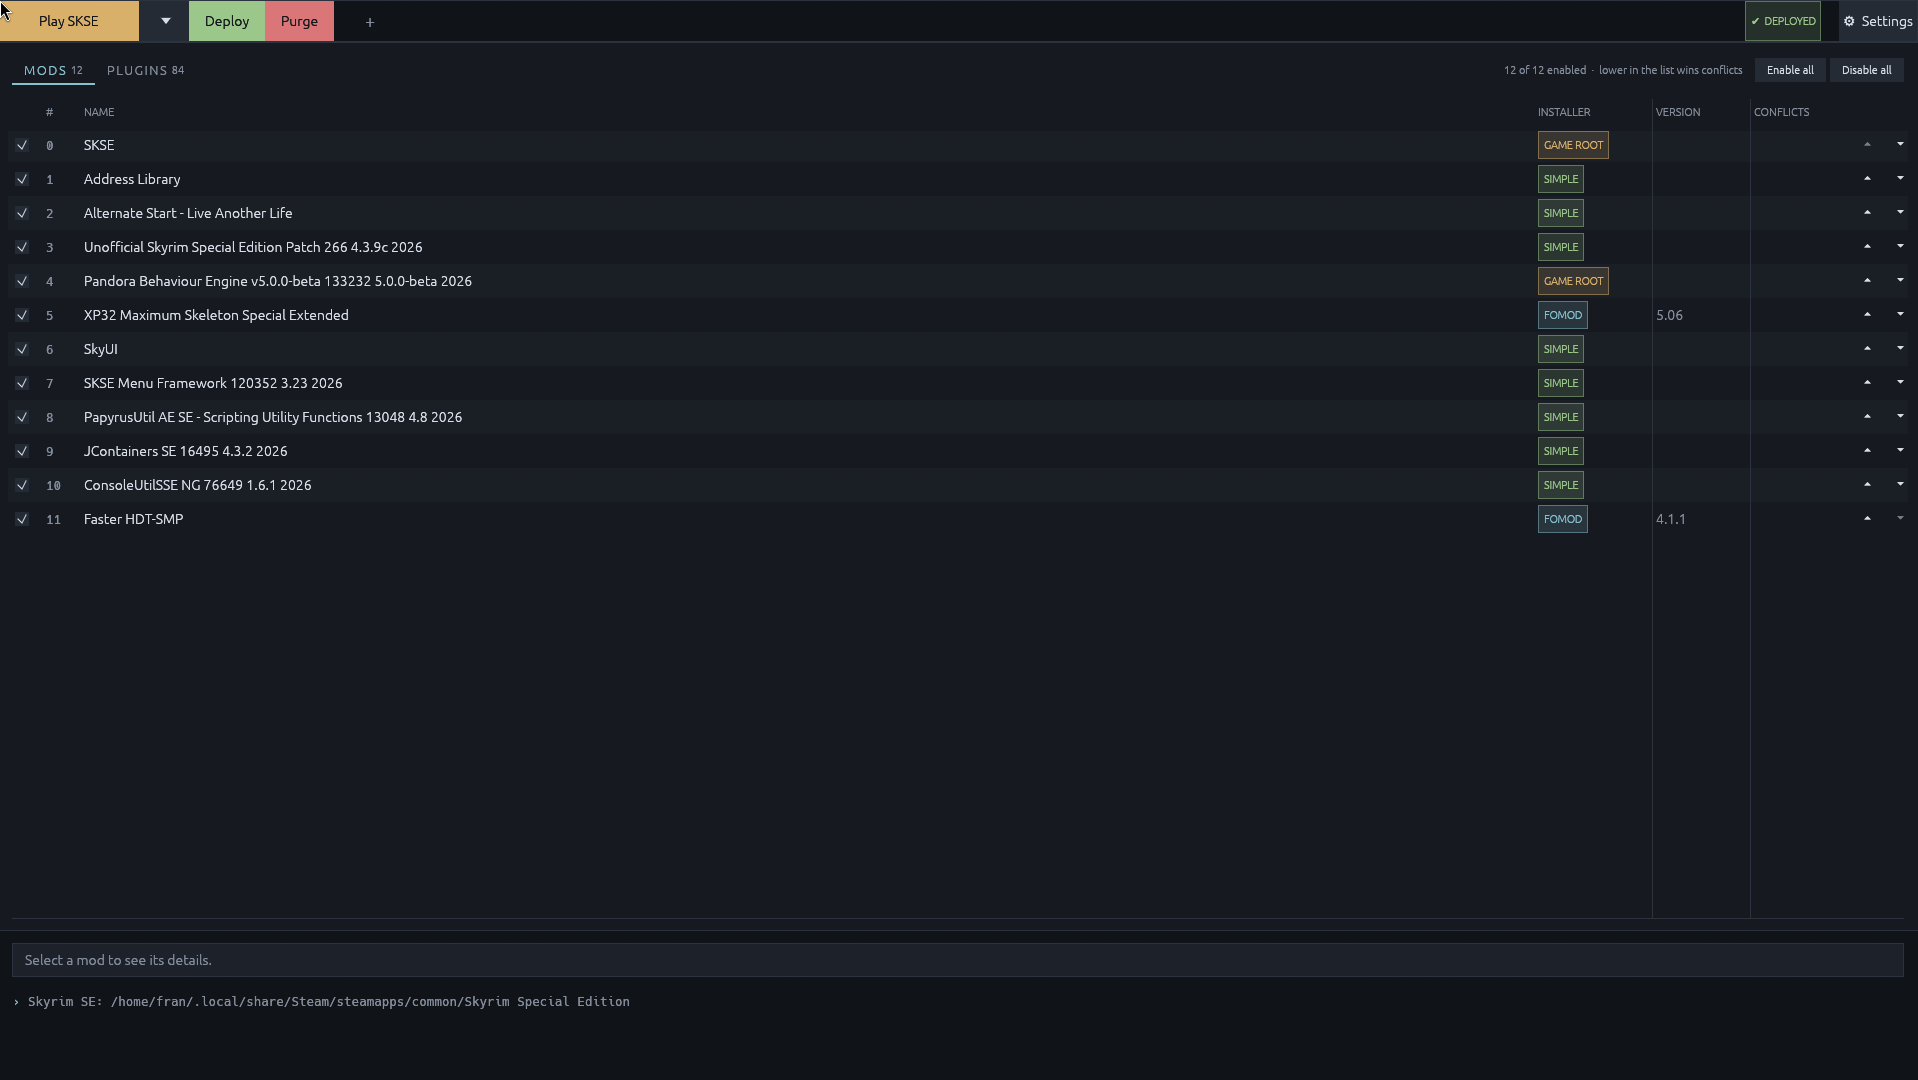 Play SKSE ▼ Deploy Purge + ✔ DEPLOYED ⚙ Settings
MODS 12 PLUGINS 84 12 of 12 enabled · lower in the list wins conflicts Enable all Disable all
# NAME INSTALLER VERSION CONFLICTS
0 SKSE GAME ROOT
1 Address Library SIMPLE
2 Alternate Start - Live Another Life SIMPLE
3 Unofficial Skyrim Special Edition Patch 266 4.3.9c 2026 SIMPLE
4 Pandora Behaviour Engine v5.0.0-beta 133232 5.0.0-beta 2026 GAME ROOT
5 XP32 Maximum Skeleton Special Extended FOMOD 5.06
6 SkyUI SIMPLE
7 SKSE Menu Framework 120352 3.23 2026 SIMPLE
8 PapyrusUtil AE SE - Scripting Utility Functions 13048 4.8 2026 SIMPLE
9 JContainers SE 16495 4.3.2 2026 SIMPLE
10 ConsoleUtilSSE NG 76649 1.6.1 2026 SIMPLE
11 Faster HDT-SMP FOMOD 4.1.1
Select a mod to see its details.
› Skyrim SE: /home/fran/.local/share/Steam/steamapps/common/Skyrim Special Edition